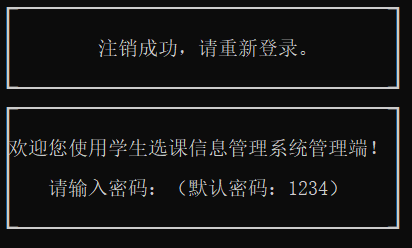 注销成功，请重新登录。
欢迎您使用学生选课信息管理系统管理端！
请输入密码：（默认密码：1234）